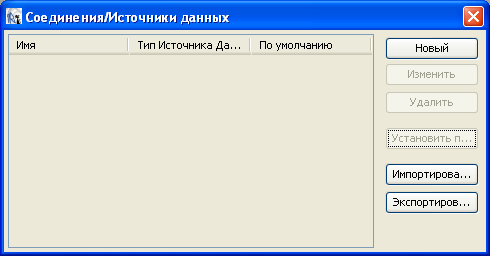 Соединения/Источники данных
Имя
Тип Источника Да...
По умолчанию
Новый
Изменить
Удалить
Установить п...
Импортирова...
Экспортиров...